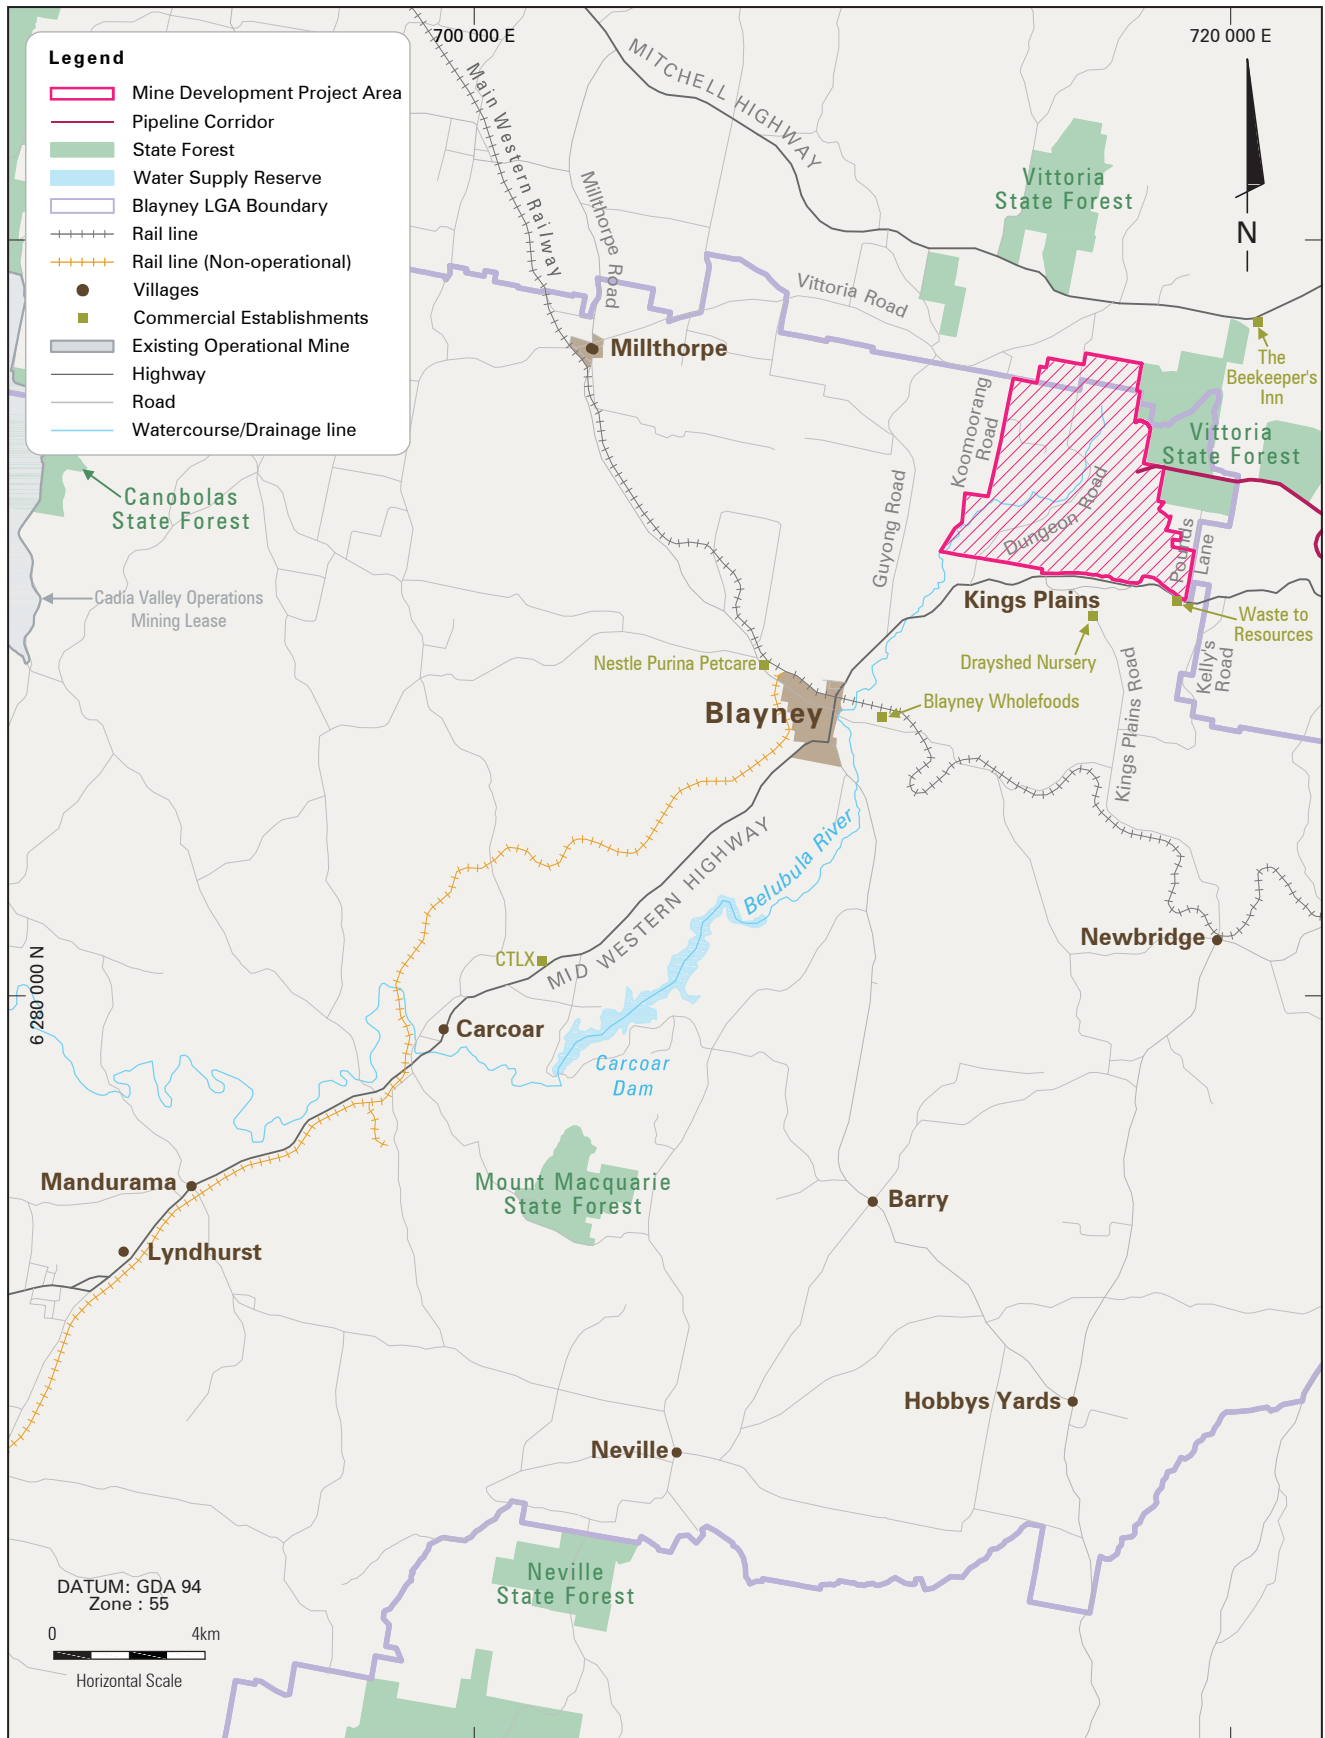 700 000 E
720 000 E
Legend
Mine Development Project Area
Pipeline Corridor
State Forest
Water Supply Reserve
Blayney LGA Boundary
Rail line
Rail line (Non-operational)
Villages
Commercial Establishments
Existing Operational Mine
Highway
Road
Watercourse/Drainage line
Main Western Railway
MITCHELL HIGHWAY
Millthorpe Road
Vittoria
State Forest
N
Vittoria Road
Millthorpe
The
Beekeeper's
Inn
Koomoorang
Road
Vittoria
State Forest
Canobolas
State Forest
Guyong Road
Dungeon Road
Pounds
Lane
Cadia Valley Operations
Mining Lease
Kings Plains
Waste to
Resources
Drayshed Nursery
Nestle Purina Petcare
Kelly's
Road
Kings Plains Road
Blayney
Blayney Wholefoods
MID WESTERN HIGHWAY
Belubula River
Newbridge
CTLX
6 280 000 N
Carcoar
Carcoar
Dam
Mandurama
Mount Macquarie
State Forest
Barry
Lyndhurst
Hobbys Yards
Neville
Neville
State Forest
DATUM: GDA 94
Zone : 55
0 4km
Horizontal Scale